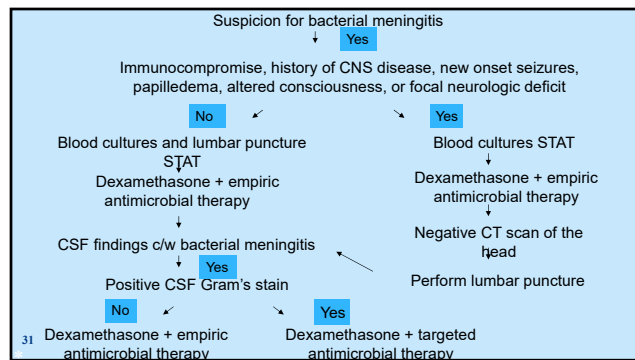 Suspicion for bacterial meningitis
Yes
Immunocompromise, history of CNS disease, new onset seizures,
papilledema, altered consciousness, or focal neurologic deficit
No
Yes
Blood cultures and lumbar puncture
STAT
Dexamethasone + empiric
antimicrobial therapy
CSF findings c/w bacterial meningitis
Yes
Positive CSF Gram's stain
Blood cultures STAT
Dexamethasone + empiric
antimicrobial therapy
Negative CT scan of the
head
Perform lumbar puncture
No
Yes
Dexamethasone + empiric
antimicrobial therapy
Dexamethasone + targeted
antimicrobial therapy
31
*